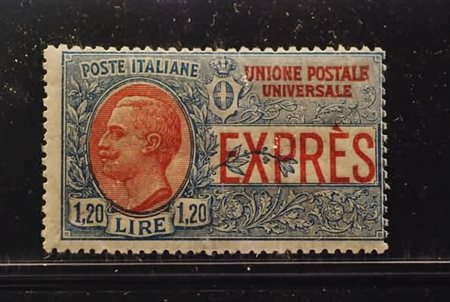 POSTE ITALIANE
UNIONE POSTALE
UNIVERSALE
EXPRÈS
1,20 LIRE 1,20